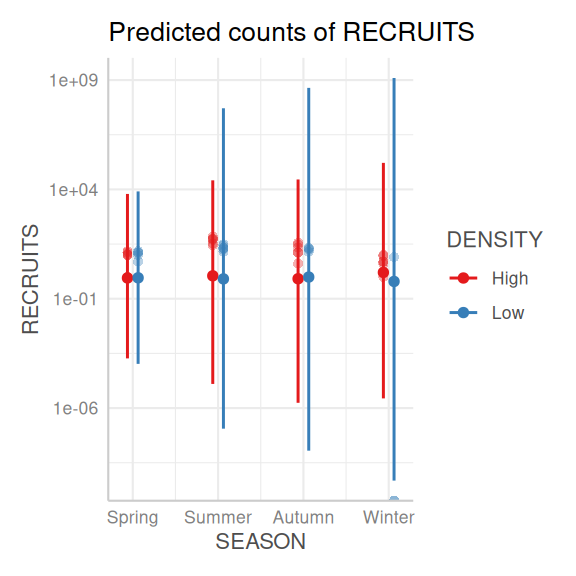 Predicted counts of RECRUITS
1e+09
1e+04
1e-01
1e-06
RECRUITS
Spring Summer Autumn Winter
SEASON
DENSITY
High
Low